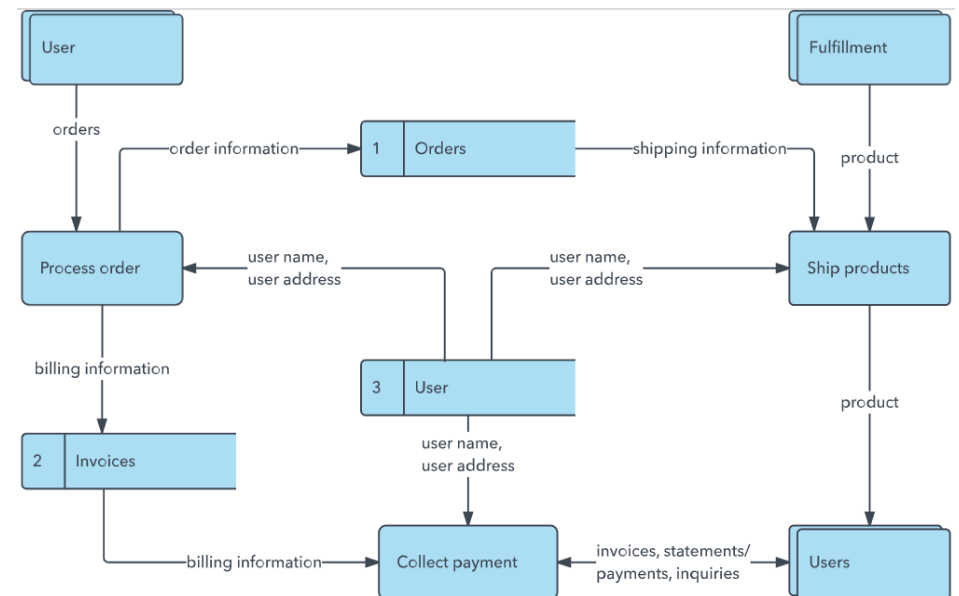 User
Fulfillment
orders
order information
1
Orders
shipping information
product
Process order
user name,
user address
user name,
user address
Ship products
billing information
3
User
product
2
Invoices
user name,
user address
billing information
Collect payment
invoices, statements/
payments, inquiries
Users